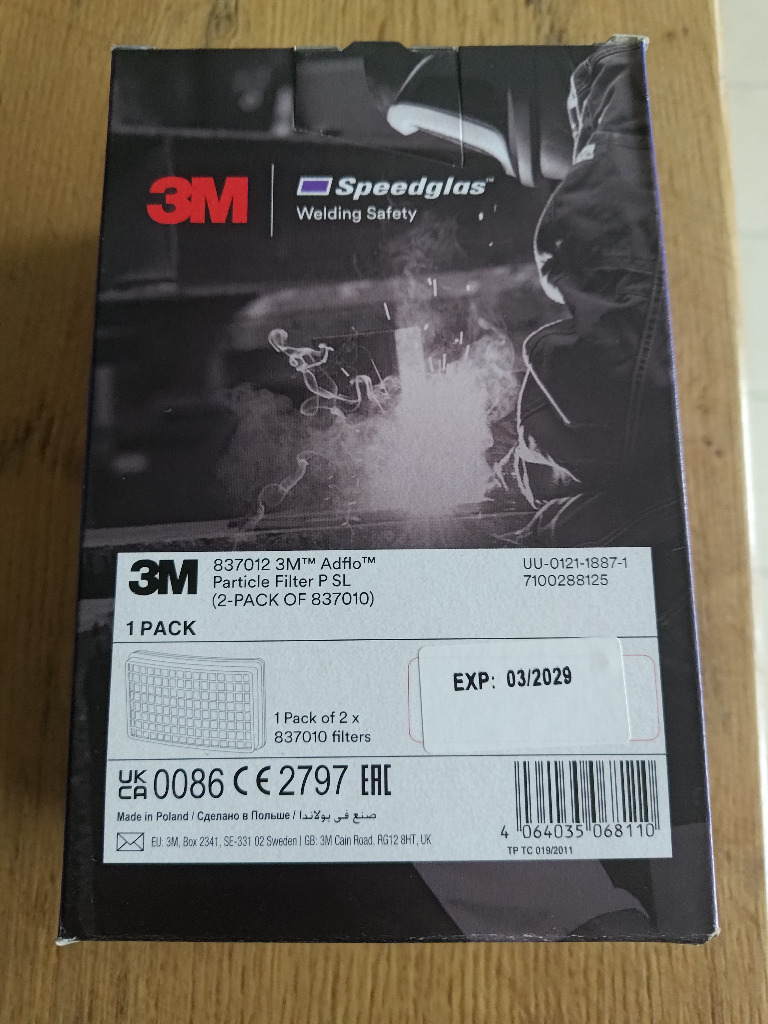 3M
Speedglas™
Welding Safety
3M
837012 3M™ Adflo™
Particle Filter P SL
(2-PACK OF 837010)
UU-0121-1887-1
7100288125
1 PACK
1 Pack of 2 x
837010 filters
EXP: 03/2029
UK
CA 0086 CE 2797 EAC
Made in Poland / Сделано в Польше / صنع في بولاندا
EU: 3M, Box 2341, SE-331 02 Sweden | GB: 3M Cain Road, RG12 8HT, UK
4 064035 068110
TP TC 019/2011